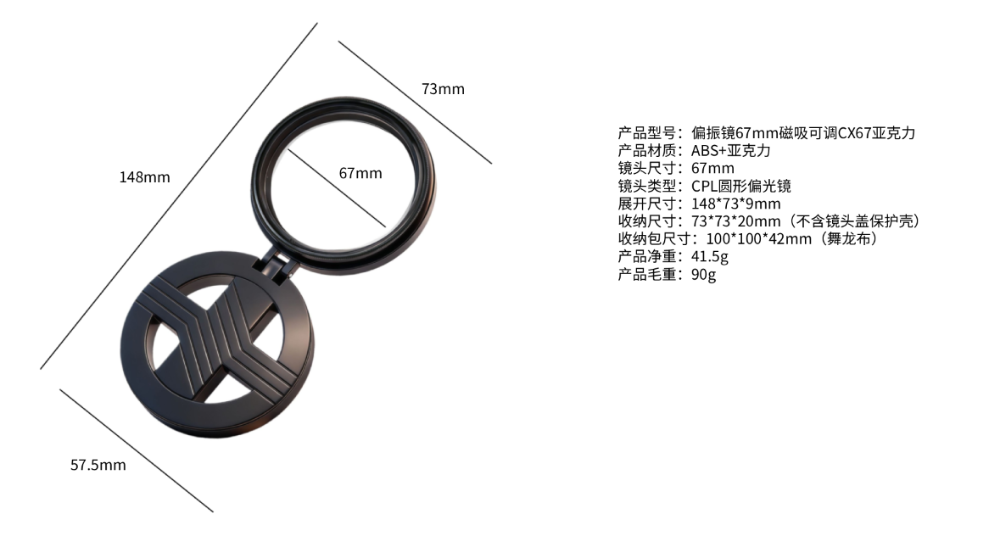 73mm
148mm
67mm
57.5mm
产品型号：偏振镜67mm磁吸可调CX67亚克力
产品材质：ABS+亚克力
镜头尺寸：67mm
镜头类型：CPL圆形偏光镜
展开尺寸：148*73*9mm
收纳尺寸：73*73*20mm（不含镜头盖保护壳）
收纳包尺寸：100*100*42mm（舞龙布）
产品净重：41.5g
产品毛重：90g